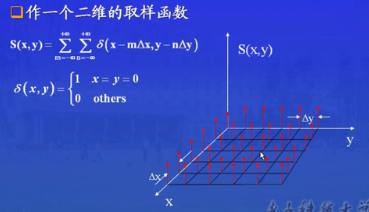 作一个二维的取样函数
S(x,y)= +∞ Σ m=-∞ +∞ Σ n=-∞ δ(x-mΔx,y-nΔy)
δ(x,y)= { 1 x = y = 0
0 others
S(x,y)
Δy
y
Δx
x